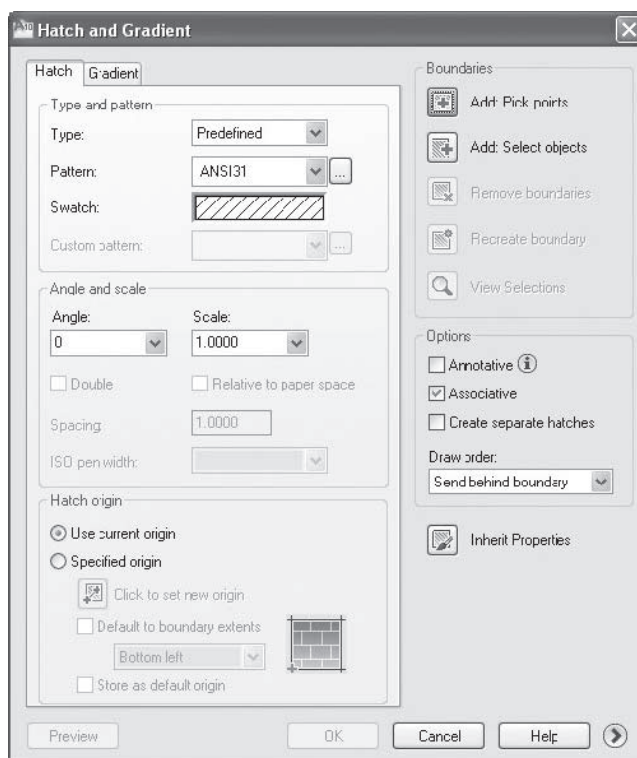 Hatch and Gradient
Hatch
Gradient
Type and pattern
Type:
Predefined
Pattern:
ANSI31
...
Swatch:
Custom pattern:
...
Angle and scale
Angle:
Scale:
0
1.0000
Double
Relative to paper space
Spacing:
1.0000
ISO pen width:
Hatch origin
Use current origin
Specified origin
Click to set new origin
Default to boundary extents
Bottom left
Store as default origin
Boundaries
Add: Pick points
Add: Select objects
Remove boundaries
Recreate boundary
View Selections
Options
Annotative
Associative
Create separate hatches
Draw order:
Send behind boundary
Inherit Properties
Preview
OK
Cancel
Help